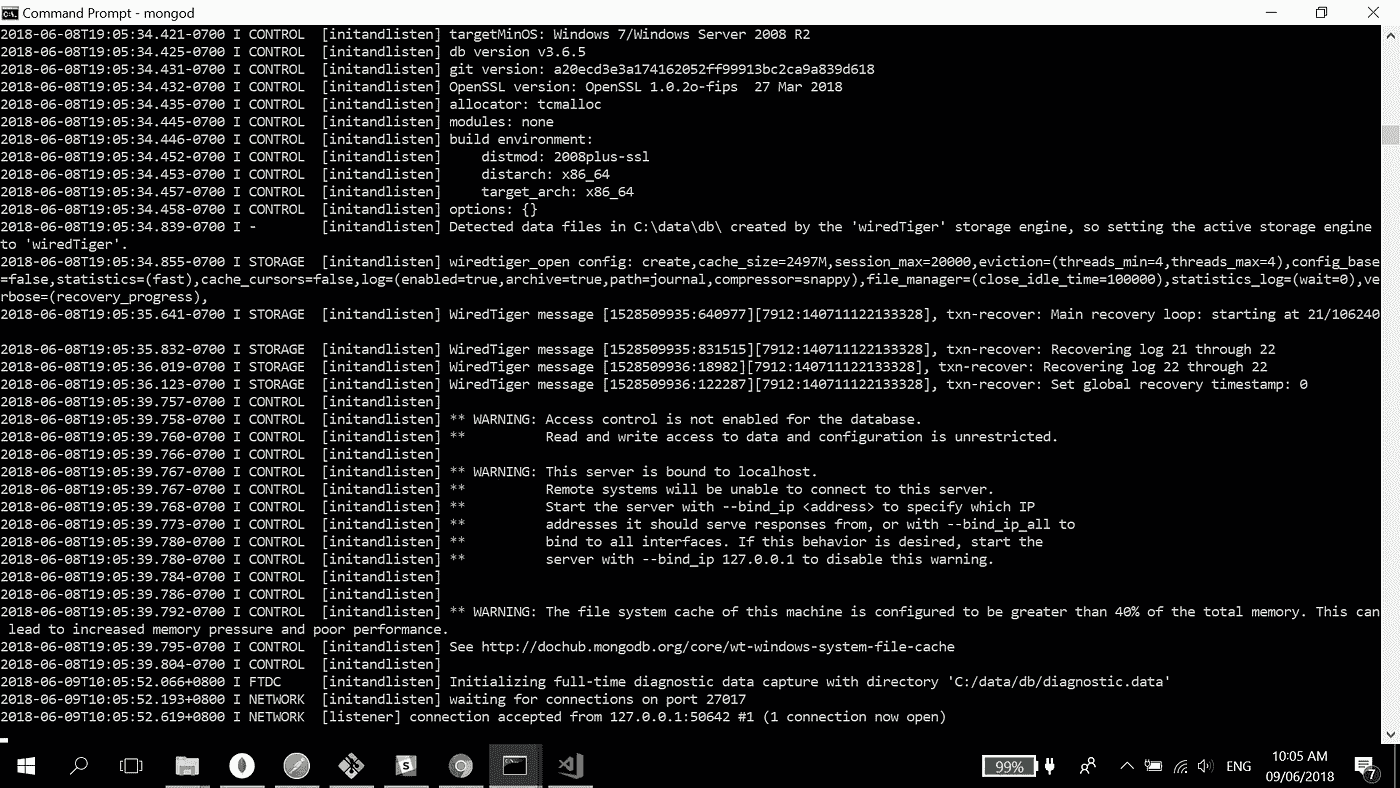 Command Prompt - mongod
2018-06-08T19:05:34.421-0700 I CONTROL  [initandlisten] targetMinOS: Windows 7/Windows Server 2008 R2
2018-06-08T19:05:34.425-0700 I CONTROL  [initandlisten] db version v3.6.5
2018-06-08T19:05:34.431-0700 I CONTROL  [initandlisten] git version: a20ecd3e3a174162052ff99913bc2ca9a839d618
2018-06-08T19:05:34.432-0700 I CONTROL  [initandlisten] OpenSSL version: OpenSSL 1.0.2o-fips  27 Mar 2018
2018-06-08T19:05:34.435-0700 I CONTROL  [initandlisten] allocator: tcmalloc
2018-06-08T19:05:34.445-0700 I CONTROL  [initandlisten] modules: none
2018-06-08T19:05:34.446-0700 I CONTROL  [initandlisten] build environment:
2018-06-08T19:05:34.452-0700 I CONTROL  [initandlisten]     distmod: 2008plus-ssl
2018-06-08T19:05:34.453-0700 I CONTROL  [initandlisten]     distarch: x86_64
2018-06-08T19:05:34.457-0700 I CONTROL  [initandlisten]     target_arch: x86_64
2018-06-08T19:05:34.458-0700 I CONTROL  [initandlisten] options: {}
2018-06-08T19:05:34.839-0700 I -        [initandlisten] Detected data files in C:\data\db\ created by the 'wiredTiger' storage engine, so setting the active storage engine
to 'wiredTiger'.
2018-06-08T19:05:34.855-0700 I STORAGE  [initandlisten] wiredtiger_open config: create,cache_size=2497M,session_max=20000,eviction=(threads_min=4,threads_max=4),config_base
=false,statistics=(fast),cache_cursors=false,log=(enabled=true,archive=true,path=journal,compressor=snappy),file_manager=(close_idle_time=100000),statistics_log=(wait=0),ve
rbose=(recovery_progress),
2018-06-08T19:05:35.641-0700 I STORAGE  [initandlisten] WiredTiger message [1528509935:640977][7912:140711122133328], txn-recover: Main recovery loop: starting at 21/106240
2018-06-08T19:05:35.832-0700 I STORAGE  [initandlisten] WiredTiger message [1528509935:831515][7912:140711122133328], txn-recover: Recovering log 21 through 22
2018-06-08T19:05:36.019-0700 I STORAGE  [initandlisten] WiredTiger message [1528509936:18982][7912:140711122133328], txn-recover: Recovering log 22 through 22
2018-06-08T19:05:36.123-0700 I STORAGE  [initandlisten] WiredTiger message [1528509936:122287][7912:140711122133328], txn-recover: Set global recovery timestamp: 0
2018-06-08T19:05:39.757-0700 I CONTROL  [initandlisten]
2018-06-08T19:05:39.758-0700 I CONTROL  [initandlisten] ** WARNING: Access control is not enabled for the database.
2018-06-08T19:05:39.760-0700 I CONTROL  [initandlisten] **          Read and write access to data and configuration is unrestricted.
2018-06-08T19:05:39.766-0700 I CONTROL  [initandlisten]
2018-06-08T19:05:39.767-0700 I CONTROL  [initandlisten] ** WARNING: This server is bound to localhost.
2018-06-08T19:05:39.767-0700 I CONTROL  [initandlisten] **          Remote systems will be unable to connect to this server.
2018-06-08T19:05:39.768-0700 I CONTROL  [initandlisten] **          Start the server with --bind_ip <address> to specify which IP
2018-06-08T19:05:39.773-0700 I CONTROL  [initandlisten] **          addresses it should serve responses from, or with --bind_ip_all to
2018-06-08T19:05:39.780-0700 I CONTROL  [initandlisten] **          bind to all interfaces. If this behavior is desired, start the
2018-06-08T19:05:39.780-0700 I CONTROL  [initandlisten] **          server with --bind_ip 127.0.0.1 to disable this warning.
2018-06-08T19:05:39.784-0700 I CONTROL  [initandlisten]
2018-06-08T19:05:39.786-0700 I CONTROL  [initandlisten]
2018-06-08T19:05:39.792-0700 I CONTROL  [initandlisten] ** WARNING: The file system cache of this machine is configured to be greater than 40% of the total memory. This can
 lead to increased memory pressure and poor performance.
2018-06-08T19:05:39.795-0700 I CONTROL  [initandlisten] See http://dochub.mongodb.org/core/wt-windows-system-file-cache
2018-06-08T19:05:39.804-0700 I CONTROL  [initandlisten]
2018-06-09T10:05:52.066+0800 I FTDC     [initandlisten] Initializing full-time diagnostic data capture with directory 'C:/data/db/diagnostic.data'
2018-06-09T10:05:52.193+0800 I NETWORK  [initandlisten] waiting for connections on port 27017
2018-06-09T10:05:52.619+0800 I NETWORK  [listener] connection accepted from 127.0.0.1:50642 #1 (1 connection now open)
99%
ENG
10:05 AM
09/06/2018
7